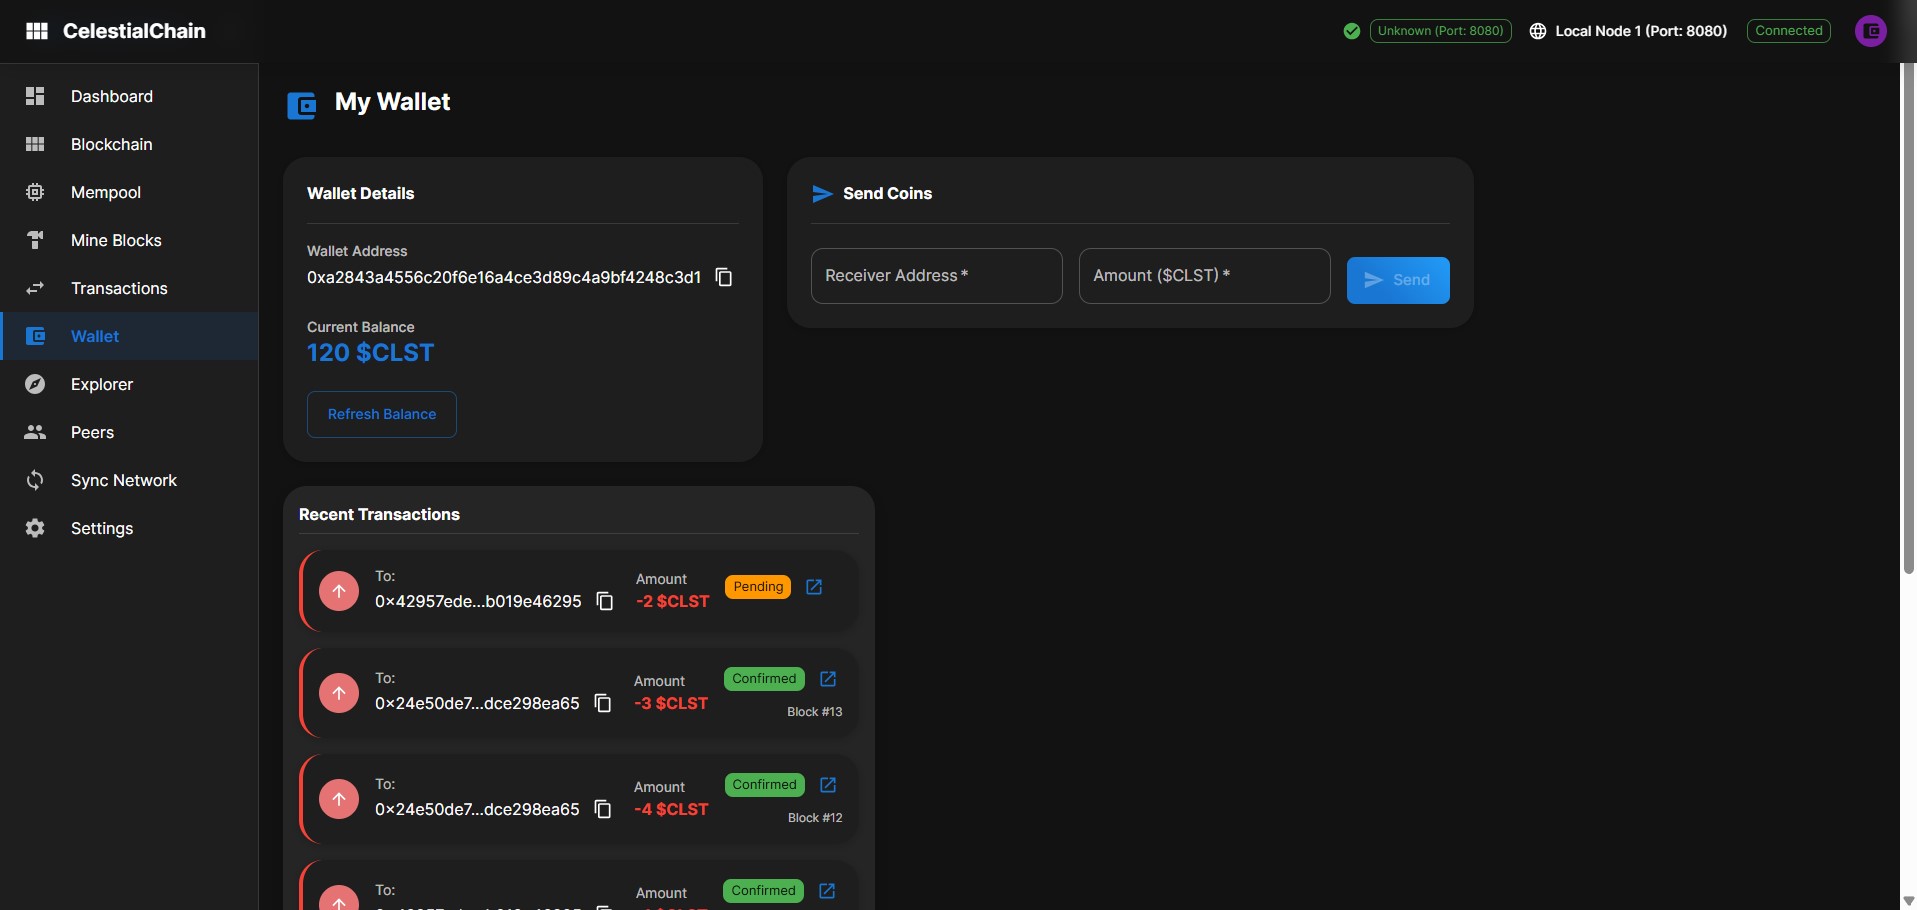 CelestialChain
Unknown (Port: 8080)
Local Node 1 (Port: 8080)
Connected
Dashboard
Blockchain
Mempool
Mine Blocks
Transactions
Wallet
Explorer
Peers
Sync Network
Settings
My Wallet
Wallet Details
Wallet Address
0xa2843a4556c20f6e16a4ce3d89c4a9bf4248c3d1
Current Balance
120 $CLST
Refresh Balance
Send Coins
Receiver Address *
Amount ($CLST) *
Send
Recent Transactions
To:
0x42957ede...b019e46295
Amount
-2 $CLST
Pending
To:
0x24e50de7...dce298ea65
Amount
-3 $CLST
Confirmed
Block #13
To:
0x24e50de7...dce298ea65
Amount
-4 $CLST
Confirmed
Block #12
To:
Amount
Confirmed